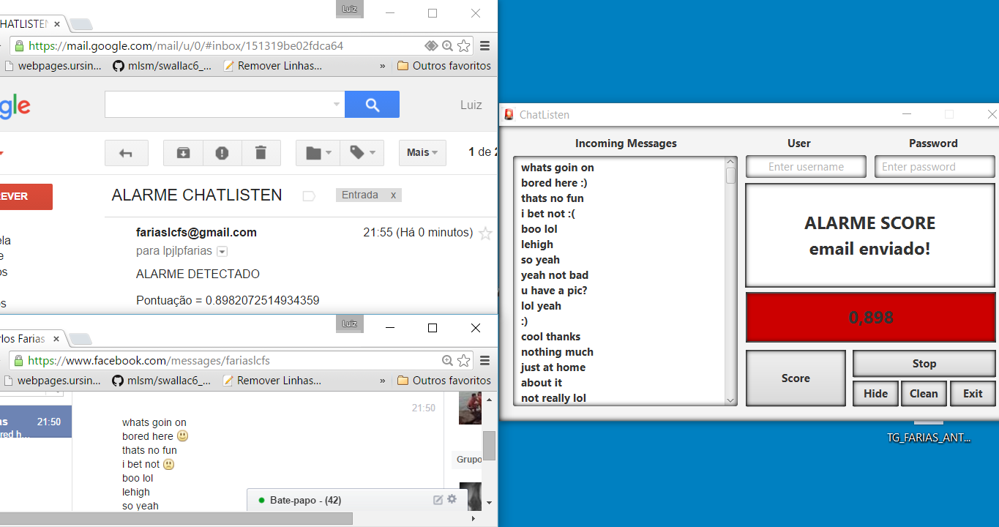 Luiz
HATLISTEN
https://mail.google.com/mail/u/0/#inbox/151319be02fdca64
webpages.ursin...
mlsm/swallac6_...
Remover Linhas...
»
Outros favoritos
gle
Luiz
Mais
1 de 2
EVER
ALARME CHATLISTEN
Entrada x
fariaslcfs@gmail.com
21:55 (Há 0 minutos)
para lpjlpfarias
ALARME DETECTADO
Pontuação = 0.8982072514934359
ela
e
os
es
Luiz
rlos Farias
https://www.facebook.com/messages/fariaslcfs
webpages.ursin...
mlsm/swallac6_...
Remover Linhas...
»
Outros favoritos
as 21:50
red h...
21:50
whats goin on
bored here
thats no fun
i bet not
boo lol
lehigh
so yeah
Grupo
Bate-papo - (42)
ChatListen
Incoming Messages
User
Password
whats goin on
bored here :)
thats no fun
i bet not :(
boo lol
lehigh
so yeah
yeah not bad
u have a pic?
lol yeah
:)
cool thanks
nothing much
just at home
about it
not really lol
Enter username
Enter password
ALARME SCORE
email enviado!
0,898
Score
Stop
Hide
Clean
Exit
TG_FARIAS_ANT...